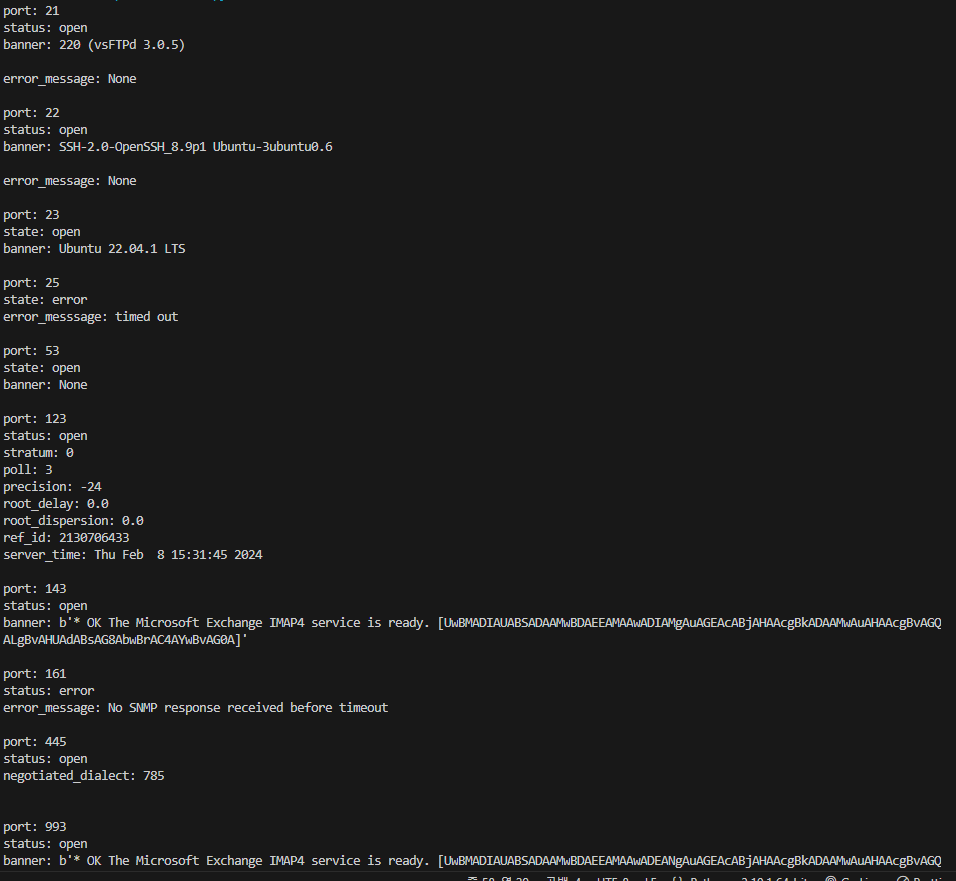 port: 21
status: open
banner: 220 (vsFTPd 3.0.5)
error_message: None
port: 22
status: open
banner: SSH-2.0-OpenSSH_8.9p1 Ubuntu-3ubuntu0.6
error_message: None
port: 23
state: open
banner: Ubuntu 22.04.1 LTS
port: 25
state: error
error_messsage: timed out
port: 53
state: open
banner: None
port: 123
status: open
stratum: 0
poll: 3
precision: -24
root_delay: 0.0
root_dispersion: 0.0
ref_id: 2130706433
server_time: Thu Feb  8 15:31:45 2024
port: 143
status: open
banner: b'* OK The Microsoft Exchange IMAP4 service is ready. [UwBMADIAUABSADAAMwBDAEEAMAAwADIAMgAuAGEAcABjAHAAcgBkADAAMwAuAHAAcgBvAGQ
ALgBvAHUAdABsAG8AbwBrAC4AYwBvAG0A]'
port: 161
status: error
error_message: No SNMP response received before timeout
port: 445
status: open
negotiated_dialect: 785
port: 993
status: open
banner: b'* OK The Microsoft Exchange IMAP4 service is ready. [UwBMADIAUABSADAAMwBDAEEAMAAwADEANgAuAGEAcABjAHAAcgBkADAAMwAuAHAAcgBvAGQ